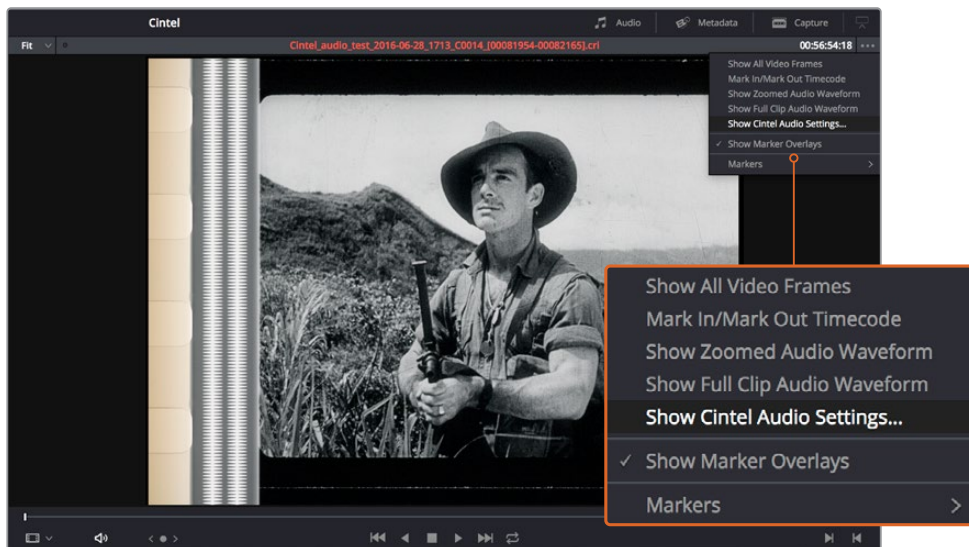 Cintel
Audio
Metadata
Capture
Fit
Cintel_audio_test_2016-06-28_1713_C0014_[00081954-00082165].cri
00:56:54:18
Show All Video Frames
Mark In/Mark Out Timecode
Show Zoomed Audio Waveform
Show Full Clip Audio Waveform
Show Cintel Audio Settings...
Show Marker Overlays
Markers
Show All Video Frames
Mark In/Mark Out Timecode
Show Zoomed Audio Waveform
Show Full Clip Audio Waveform
Show Cintel Audio Settings...
Show Marker Overlays
Markers